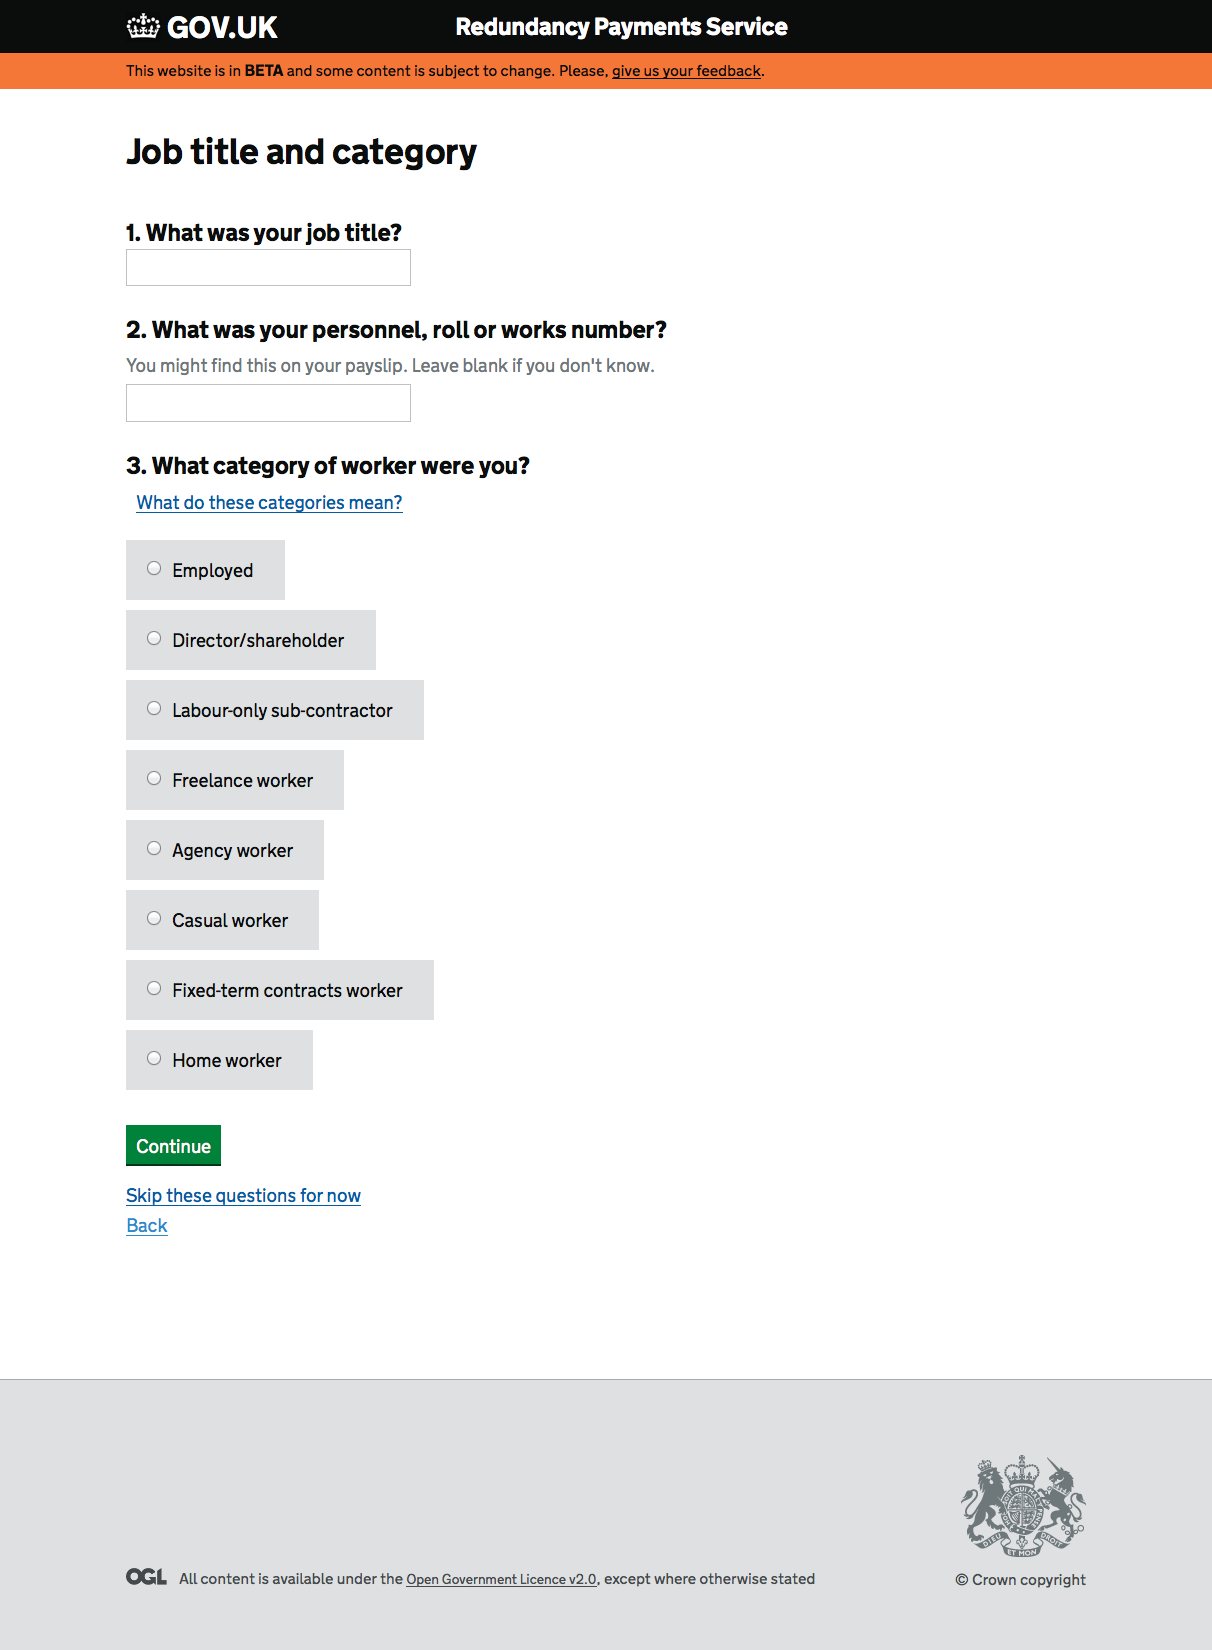 GOV.UK Redundancy Payments Service
This website is in BETA and some content is subject to change. Please, give us your feedback.
Job title and category
1. What was your job title?
2. What was your personnel, roll or works number?
You might find this on your payslip. Leave blank if you don't know.
3. What category of worker were you?
What do these categories mean?
Employed
Director/shareholder
Labour-only sub-contractor
Freelance worker
Agency worker
Casual worker
Fixed-term contracts worker
Home worker
Continue
Skip these questions for now
Back
DIEU ET MON DROIT
OGL All content is available under the Open Government Licence v2.0, except where otherwise stated
© Crown copyright